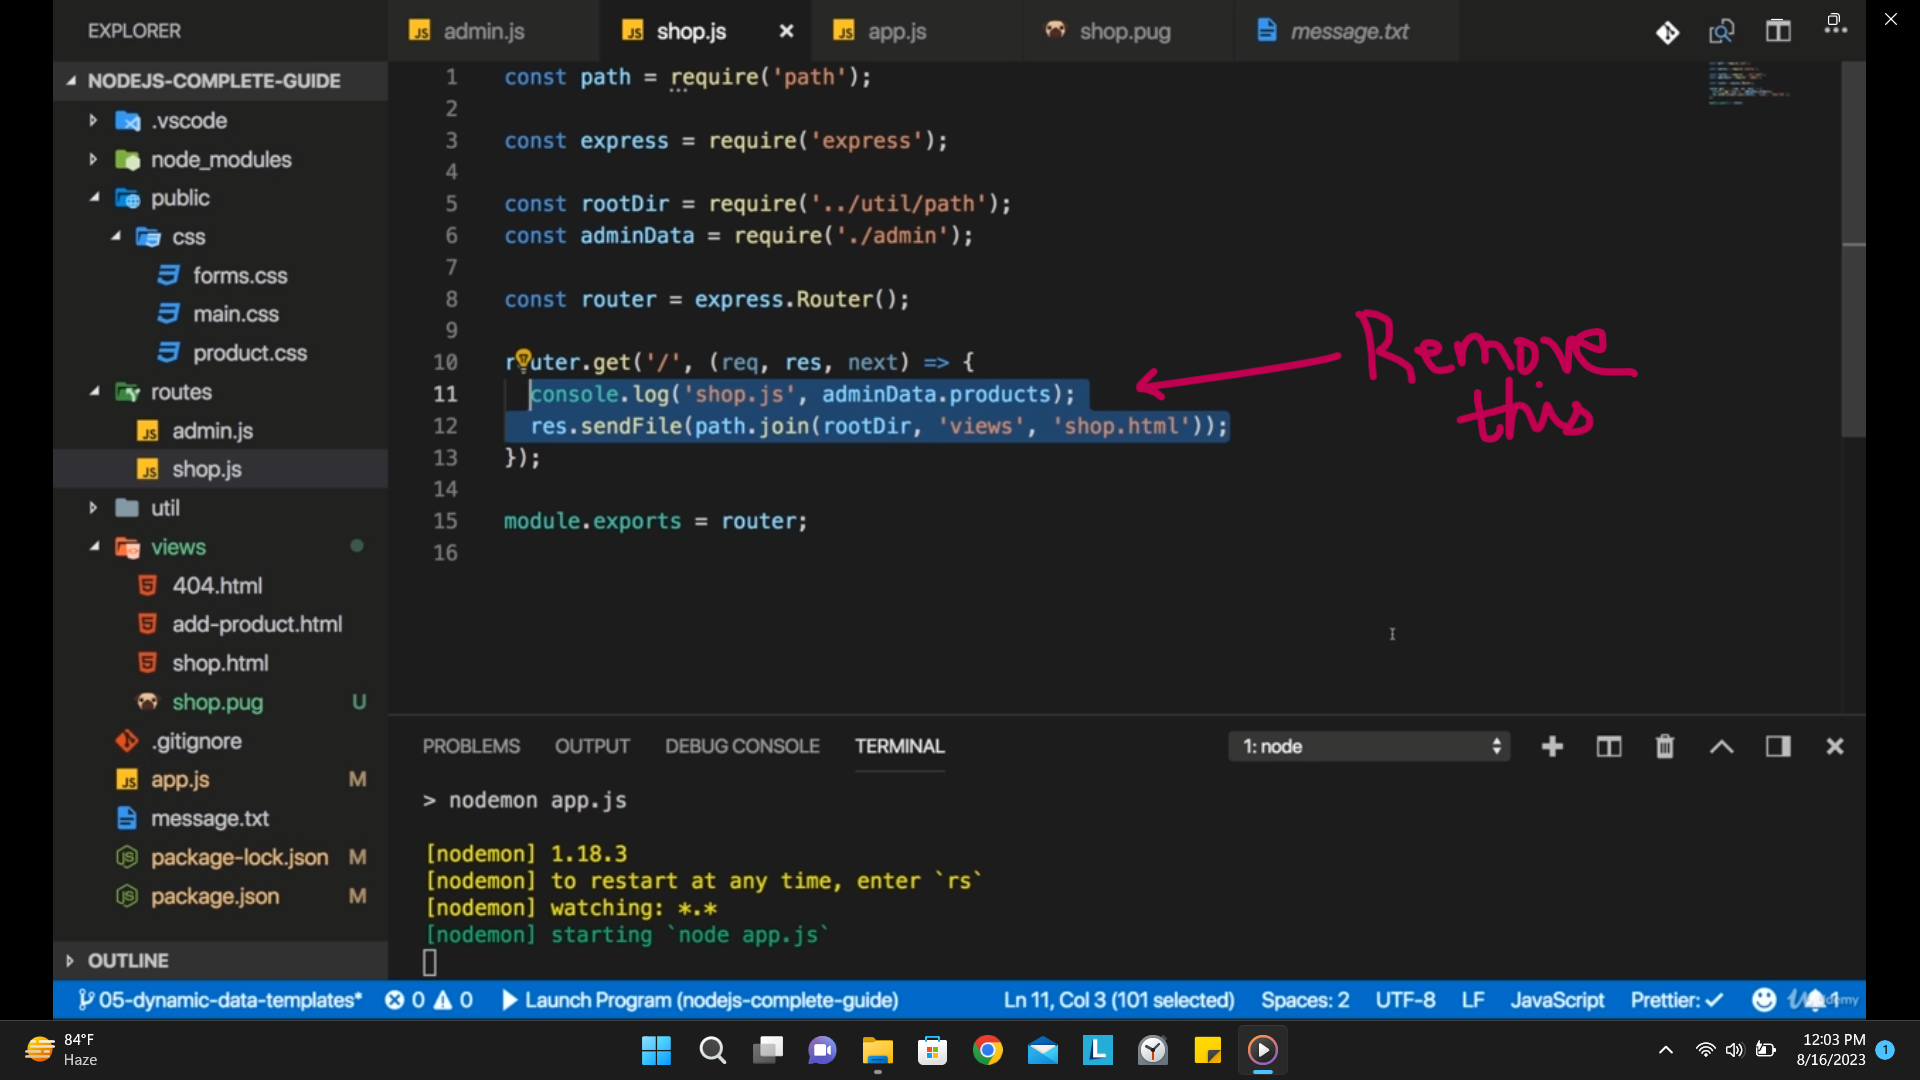 EXPLORER
admin.js
shop.js
app.js
shop.pug
message.txt
NODEJS-COMPLETE-GUIDE
.vscode
node_modules
public
css
forms.css
main.css
product.css
routes
admin.js
shop.js
util
views
404.html
add-product.html
shop.html
shop.pug U
.gitignore
app.js M
message.txt
package-lock.json M
package.json M
OUTLINE
1 const path = require('path');
2
3 const express = require('express');
4
5 const rootDir = require('../util/path');
6 const adminData = require('./admin');
7
8 const router = express.Router();
9
10 router.get('/', (req, res, next) => {
11 console.log('shop.js', adminData.products);
12 res.sendFile(path.join(rootDir, 'views', 'shop.html'));
13 });
14
15 module.exports = router;
16
Remove
this
PROBLEMS OUTPUT DEBUG CONSOLE TERMINAL 1: node
> nodemon app.js
[nodemon] 1.18.3
[nodemon] to restart at any time, enter `rs`
[nodemon] watching: *.*
[nodemon] starting `node app.js`
05-dynamic-data-templates* 0 0 Launch Program (nodejs-complete-guide) Ln 11, Col 3 (101 selected) Spaces: 2 UTF-8 LF JavaScript Prettier: ✓ 1
84°F
Haze
12:03 PM
8/16/2023
1